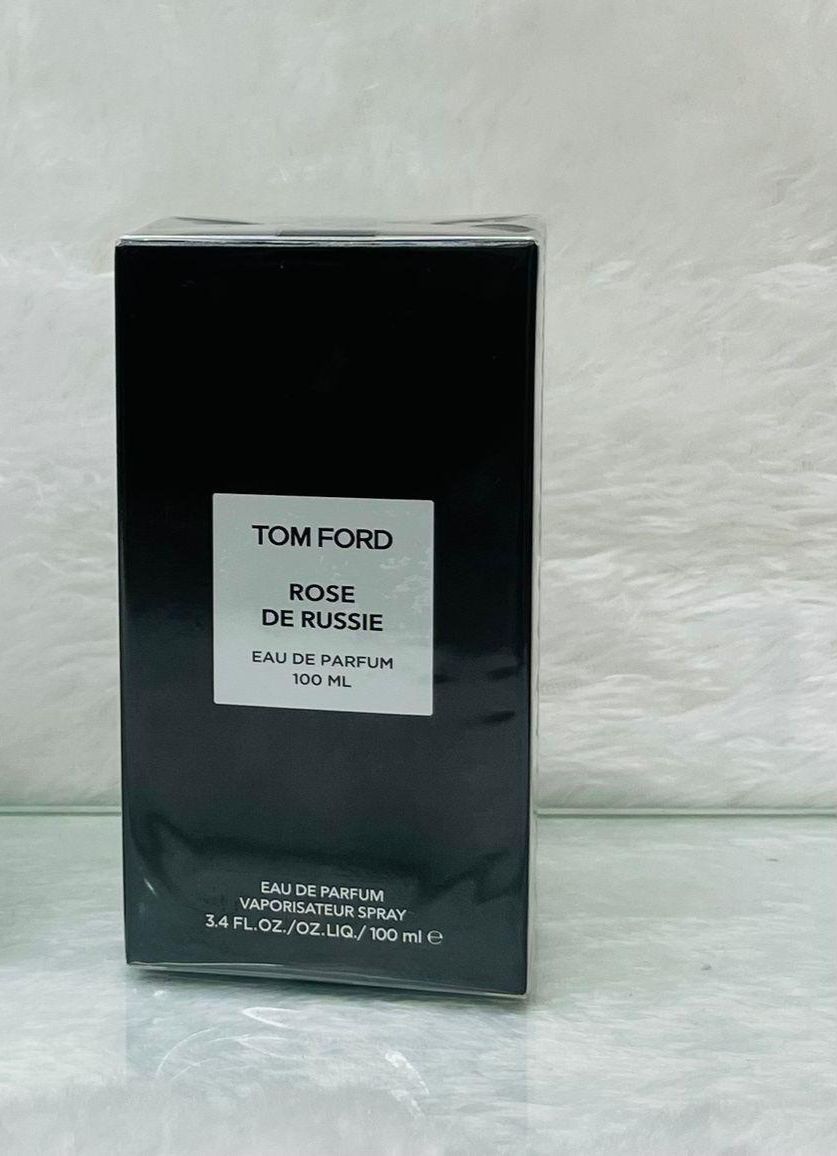 TOM FORD
ROSE
DE RUSSIE
EAU DE PARFUM
100 ML
EAU DE PARFUM
VAPORISATEUR SPRAY
3.4 FL.OZ./OZ.LIQ./ 100 ml ℮